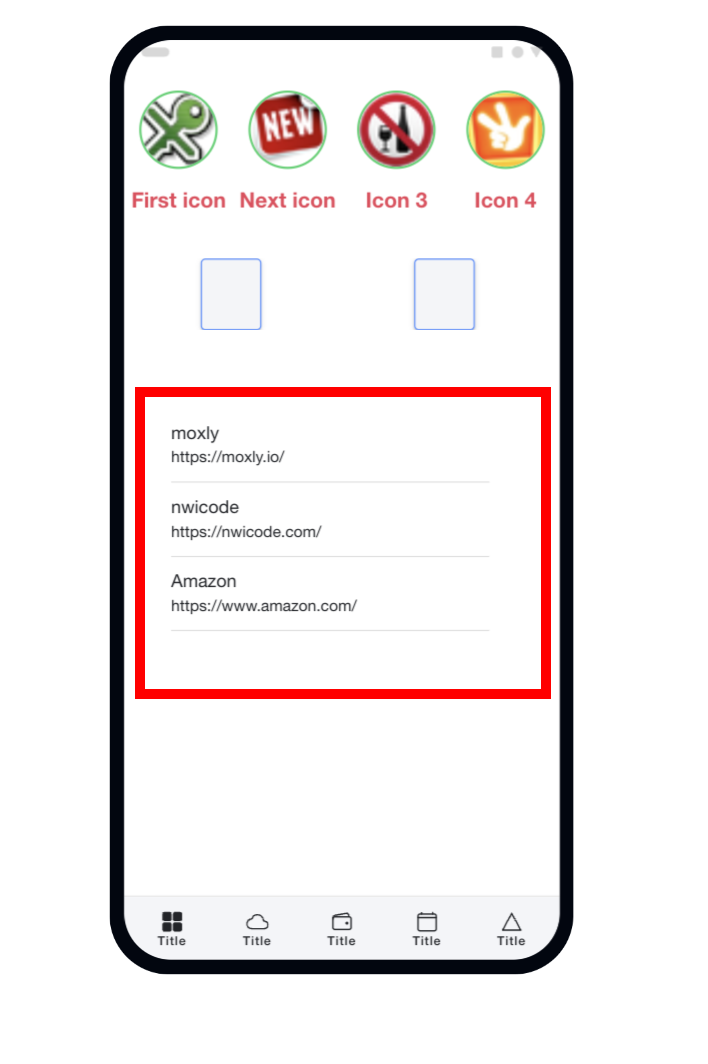 NEW
First icon Next icon Icon 3 Icon 4
moxly
https://moxly.io/
nwicode
https://nwicode.com/
Amazon
https://www.amazon.com/
Title Title Title Title Title